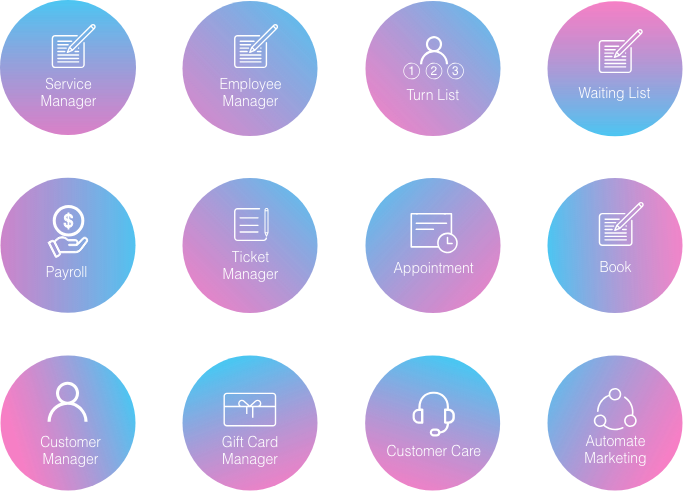 Service
Manager
Employee
Manager
1 2 3
Turn List
Waiting List
$
Payroll
Ticket
Manager
Appointment
Book
Customer
Manager
Gift Card
Manager
Customer Care
Automate
Marketing